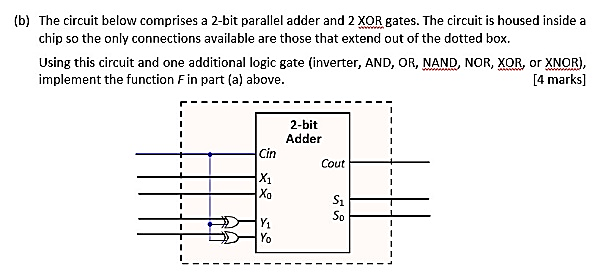 (b) The circuit below comprises a 2-bit parallel adder and 2 XOR gates. The circuit is housed inside a
chip so the only connections available are those that extend out of the dotted box.
Using this circuit and one additional logic gate (inverter, AND, OR, NAND, NOR, XOR, or XNOR),
implement the function F in part (a) above. [4 marks]
2-bit
Adder
Cin
Cout
X1
X0
S1
S0
Y1
Y0